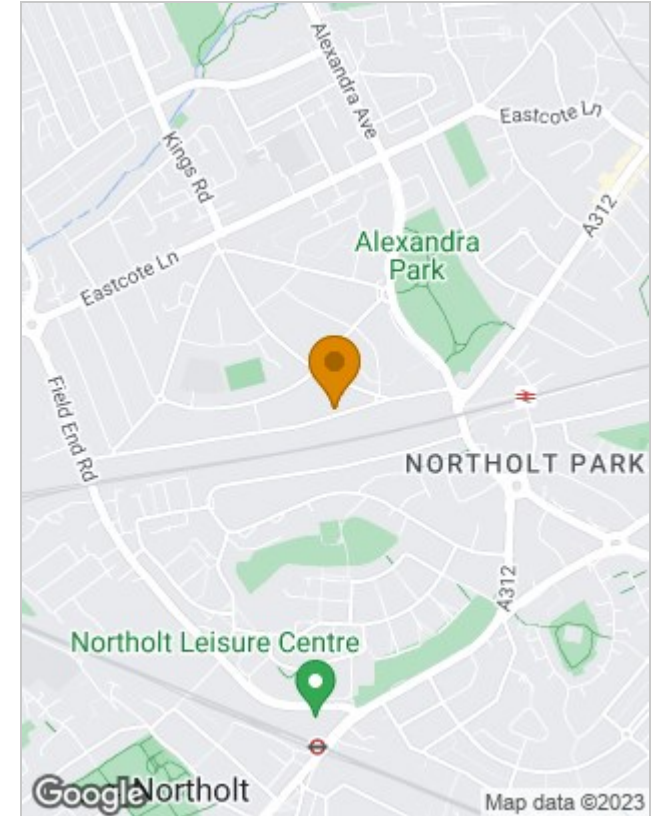 Alexandra Ave
Eastcote Ln
Kings Rd
A312
Alexandra
Park
Eastcote Ln
Field End Rd
NORTHOLT PARK
A312
Northolt Leisure Centre
Google
Northolt
Map data ©2023